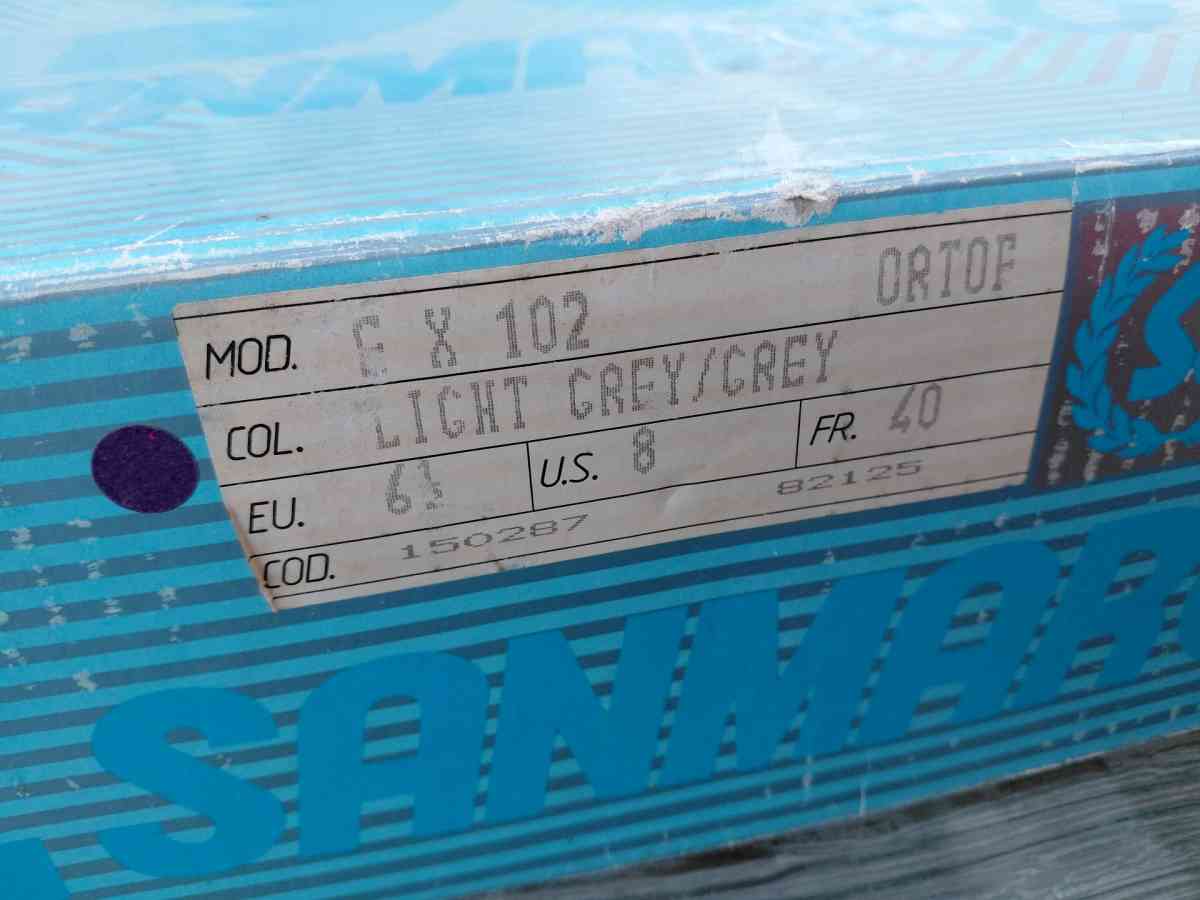 MOD. E X 102 ORTOF
COL. LIGHT GREY/GREY
EU. 6½ U.S. 8 FR. 40
COD. 150287 82125
SANMAR